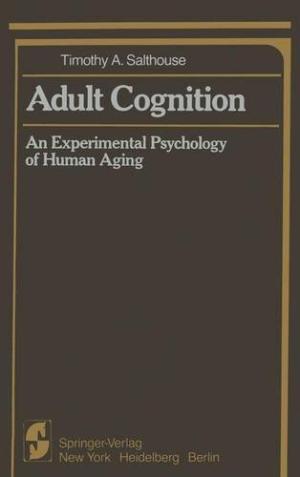 Timothy A. Salthouse
Adult Cognition
An Experimental Psychology
of Human Aging
Springer-Verlag
New York Heidelberg Berlin